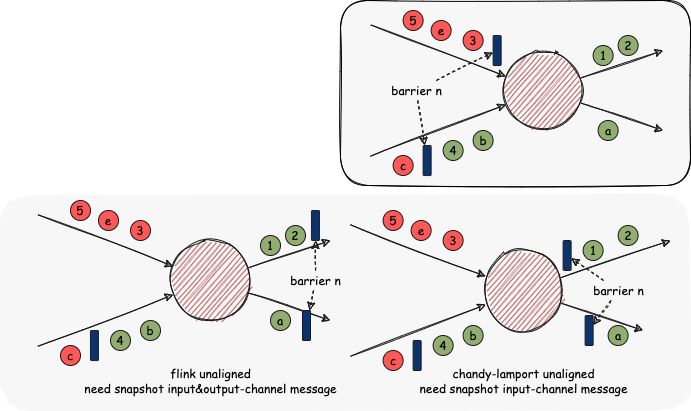 5 e 3 1 2
barrier n
c 4 b a
5 e 3 1 2
barrier n
c 4 b a
flink unaligned
need snapshot input&output-channel message
5 e 3 1 2
barrier n
c 4 b a
chandy-lamport unaligned
need snapshot input-channel message